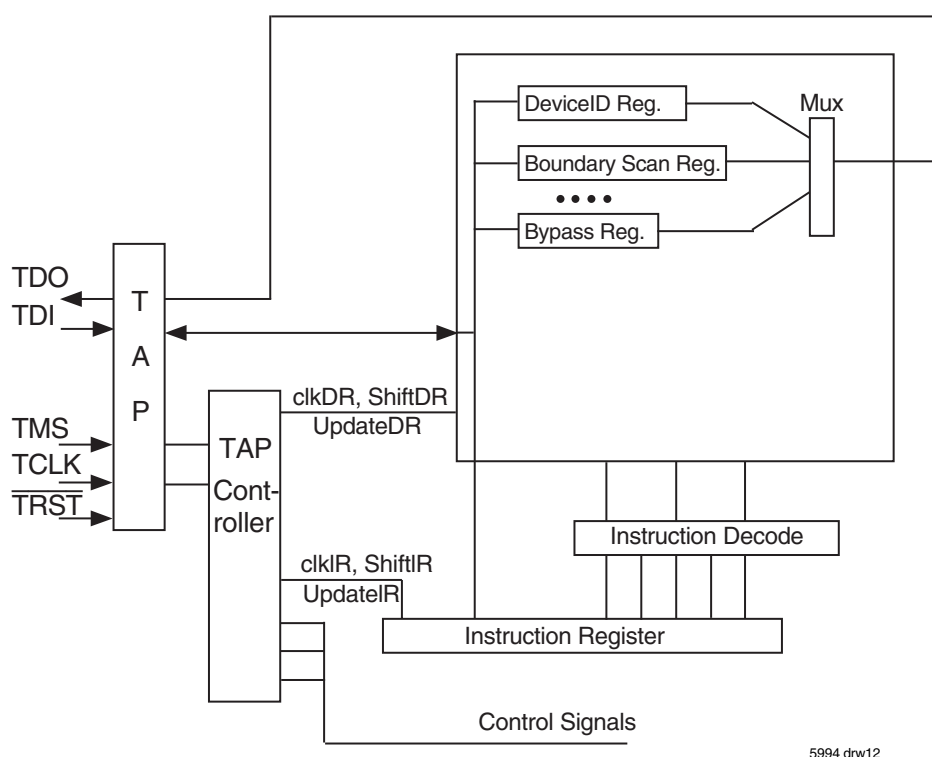 DeviceID Reg.
Mux
Boundary Scan Reg.
Bypass Reg.
TDO
TDI
T
A
P
TMS
TCLK
TRST
clkDR, ShiftDR
UpdateDR
TAP
Cont-
roller
Instruction Decode
clkIR, ShiftIR
UpdateIR
Instruction Register
Control Signals
5994 drw12